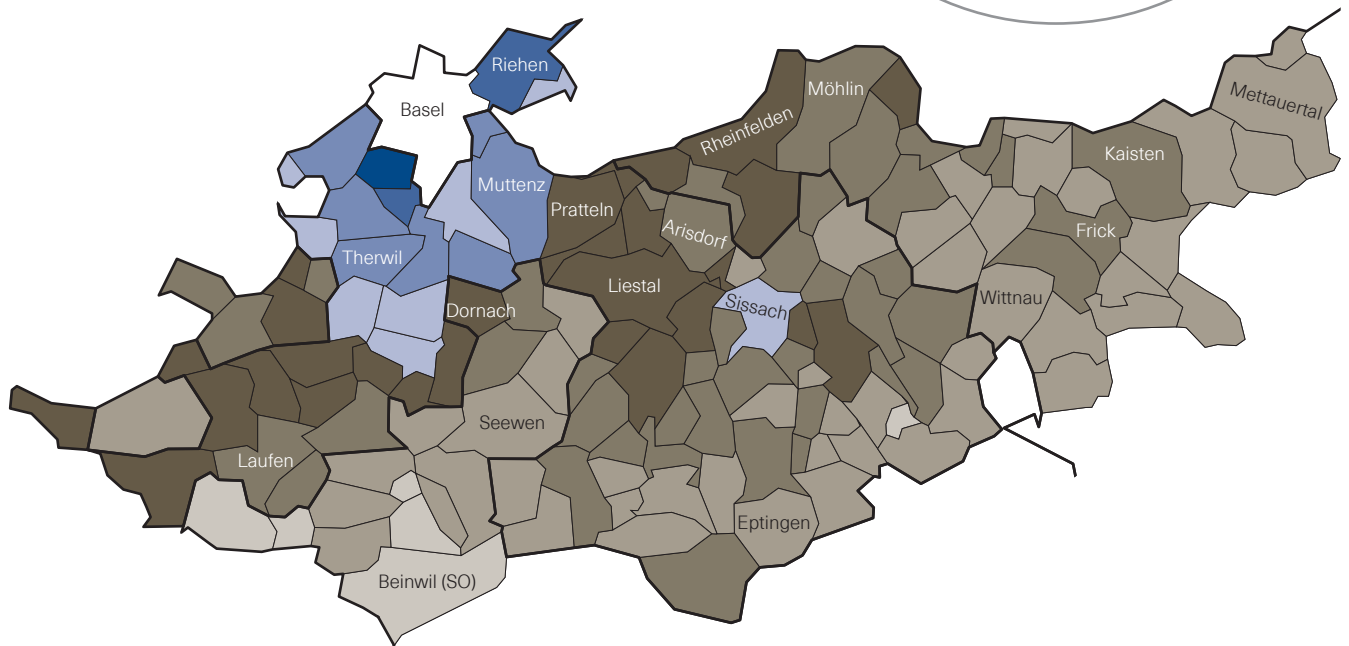 Riehen
Basel
Möhlin
Mettauertal
Rheinfelden
Kaisten
Muttenz
Pratteln
Arisdorf
Frick
Therwil
Liestal
Sissach
Wittnau
Dornach
Seewen
Laufen
Eptingen
Beinwil (SO)